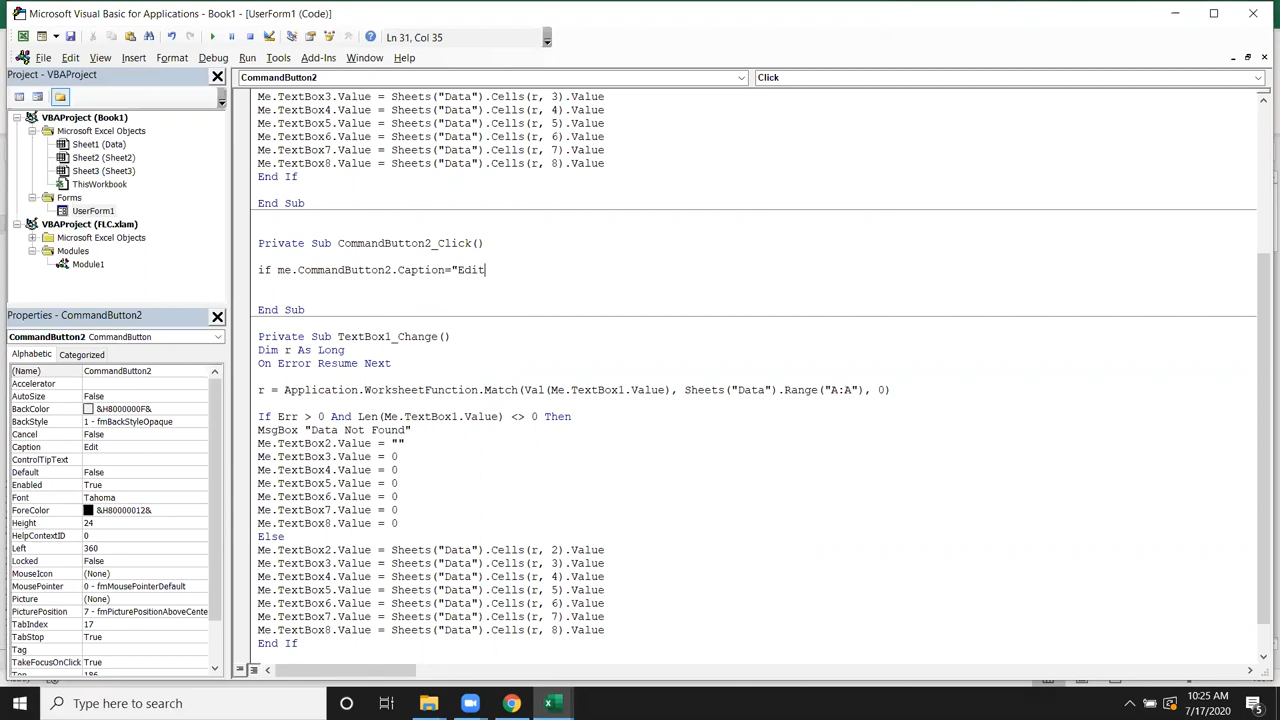 Microsoft Visual Basic for Applications - Book1 - [UserForm1 (Code)]
Ln 31, Col 35
File Edit View Insert Format Debug Run Tools Add-Ins Window Help
Project - VBAProject
CommandButton2
Click
VBAProject (Book1)
Microsoft Excel Objects
Sheet1 (Data)
Sheet2 (Sheet2)
Sheet3 (Sheet3)
ThisWorkbook
Forms
UserForm1
VBAProject (FLC.xlam)
Microsoft Excel Objects
Modules
Module1
Properties - CommandButton2
CommandButton2 CommandButton
Alphabetic Categorized
(Name) CommandButton2
Accelerator
AutoSize False
BackColor &H8000000F&
BackStyle 1 - fmBackStyleOpaque
Cancel False
Caption Edit
ControlTipText
Default False
Enabled True
Font Tahoma
ForeColor &H80000012&
Height 24
HelpContextID 0
Left 360
Locked False
MouseIcon (None)
MousePointer 0 - fmMousePointerDefault
Picture (None)
PicturePosition 7 - fmPicturePositionAboveCente
TabIndex 17
TabStop True
Tag
TakeFocusOnClick True
Top 186
Me.TextBox3.Value = Sheets("Data").Cells(r, 3).Value
Me.TextBox4.Value = Sheets("Data").Cells(r, 4).Value
Me.TextBox5.Value = Sheets("Data").Cells(r, 5).Value
Me.TextBox6.Value = Sheets("Data").Cells(r, 6).Value
Me.TextBox7.Value = Sheets("Data").Cells(r, 7).Value
Me.TextBox8.Value = Sheets("Data").Cells(r, 8).Value
End If
End Sub
Private Sub CommandButton2_Click()
if me.CommandButton2.Caption="Edit
End Sub
Private Sub TextBox1_Change()
Dim r As Long
On Error Resume Next
r = Application.WorksheetFunction.Match(Val(Me.TextBox1.Value), Sheets("Data").Range("A:A"), 0)
If Err > 0 And Len(Me.TextBox1.Value) <> 0 Then
MsgBox "Data Not Found"
Me.TextBox2.Value = ""
Me.TextBox3.Value = 0
Me.TextBox4.Value = 0
Me.TextBox5.Value = 0
Me.TextBox6.Value = 0
Me.TextBox7.Value = 0
Me.TextBox8.Value = 0
Else
Me.TextBox2.Value = Sheets("Data").Cells(r, 2).Value
Me.TextBox3.Value = Sheets("Data").Cells(r, 3).Value
Me.TextBox4.Value = Sheets("Data").Cells(r, 4).Value
Me.TextBox5.Value = Sheets("Data").Cells(r, 5).Value
Me.TextBox6.Value = Sheets("Data").Cells(r, 6).Value
Me.TextBox7.Value = Sheets("Data").Cells(r, 7).Value
Me.TextBox8.Value = Sheets("Data").Cells(r, 8).Value
End If
Type here to search
10:25 AM
7/17/2020
5